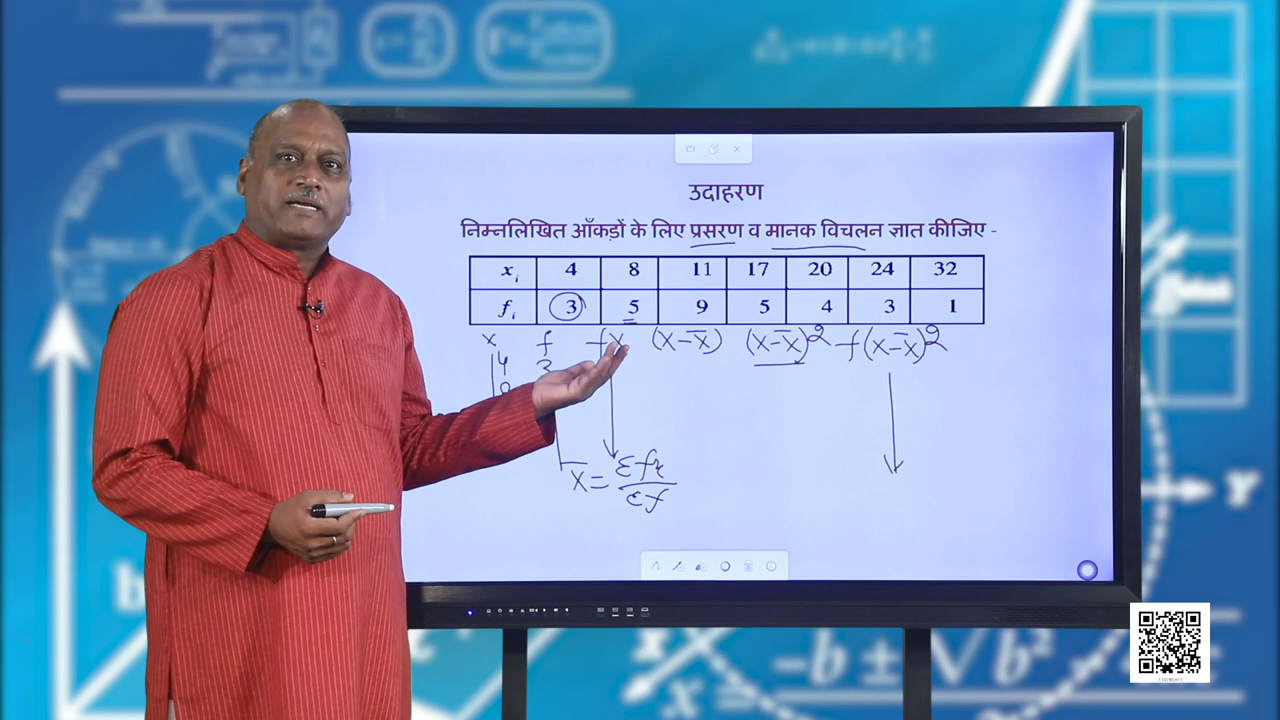 उदाहरण
निम्नलिखित आँकड़ों के लिए प्रसरण व मानक विचलन ज्ञात कीजिए -
xᵢ 4 8 11 17 20 24 32
fᵢ 3 5 9 5 4 3 1
x f fx (x-x̅) (x-x̅)² f(x-x̅)²
4
x̅ = Σfx / Σf
Y
b
x = -b ± √b²